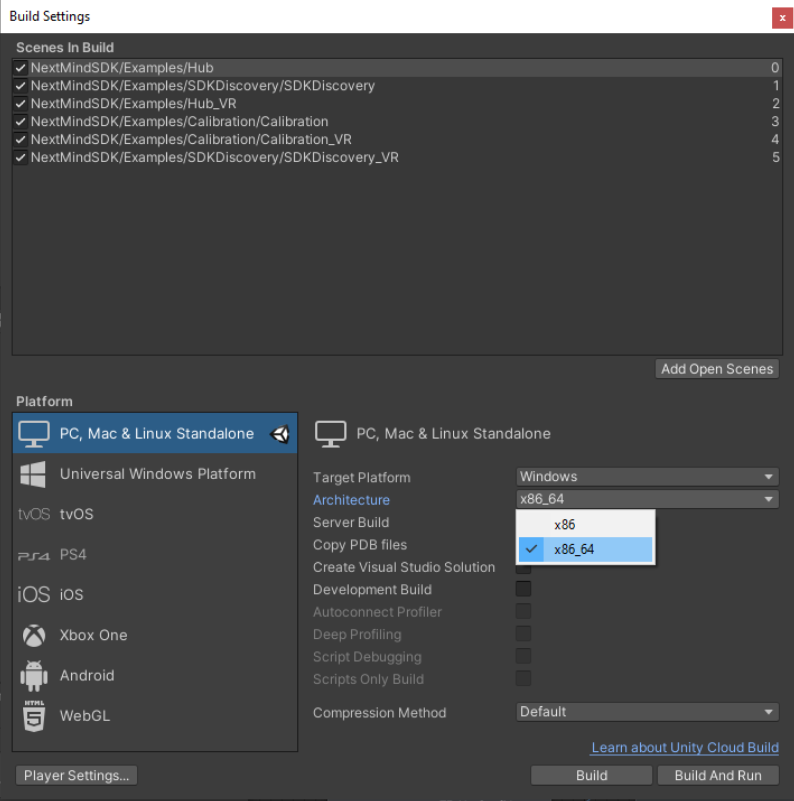 Build Settings
x
Scenes In Build
NextMindSDK/Examples/Hub 0
NextMindSDK/Examples/SDKDiscovery/SDKDiscovery 1
NextMindSDK/Examples/Hub_VR 2
NextMindSDK/Examples/Calibration/Calibration 3
NextMindSDK/Examples/Calibration/Calibration_VR 4
NextMindSDK/Examples/SDKDiscovery/SDKDiscovery_VR 5
Add Open Scenes
Platform
PC, Mac & Linux Standalone
Universal Windows Platform
tvOS tvOS
PS4 PS4
iOS iOS
Xbox One
Android
HTML 5 WebGL
PC, Mac & Linux Standalone
Target Platform Windows
Architecture x86_64
x86
x86_64
Server Build
Copy PDB files
Create Visual Studio Solution
Development Build
Autoconnect Profiler
Deep Profiling
Script Debugging
Scripts Only Build
Compression Method Default
Learn about Unity Cloud Build
Player Settings...
Build
Build And Run